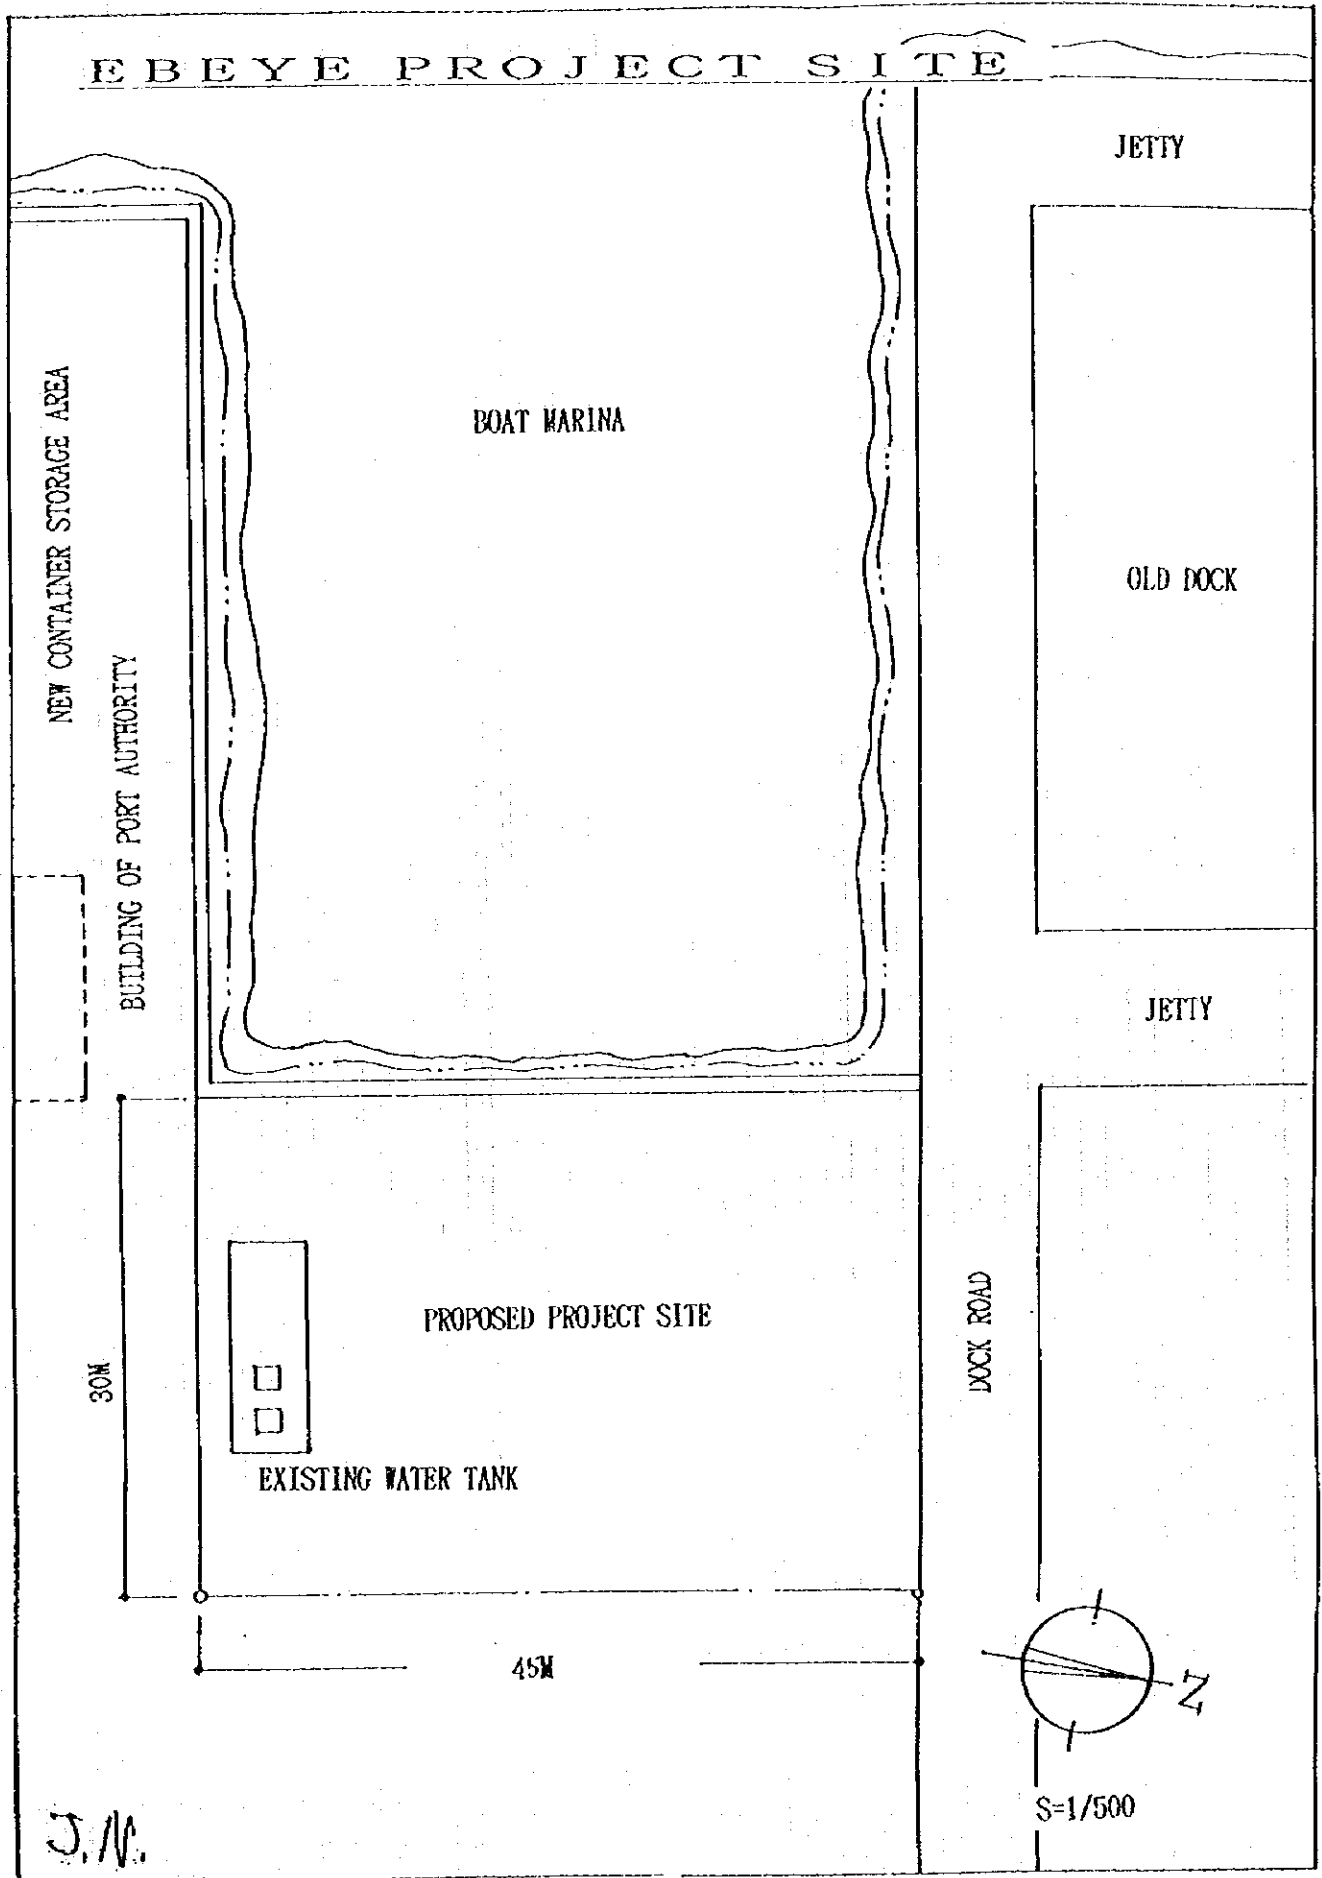 EBEYE PROJECT SITE
JETTY
NEW CONTAINER STORAGE AREA
BOAT MARINA
OLD DOCK
BUILDING OF PORT AUTHORITY
JETTY
PROPOSED PROJECT SITE
DOCK ROAD
30M
EXISTING WATER TANK
45M
Z
S=1/500
J.N.